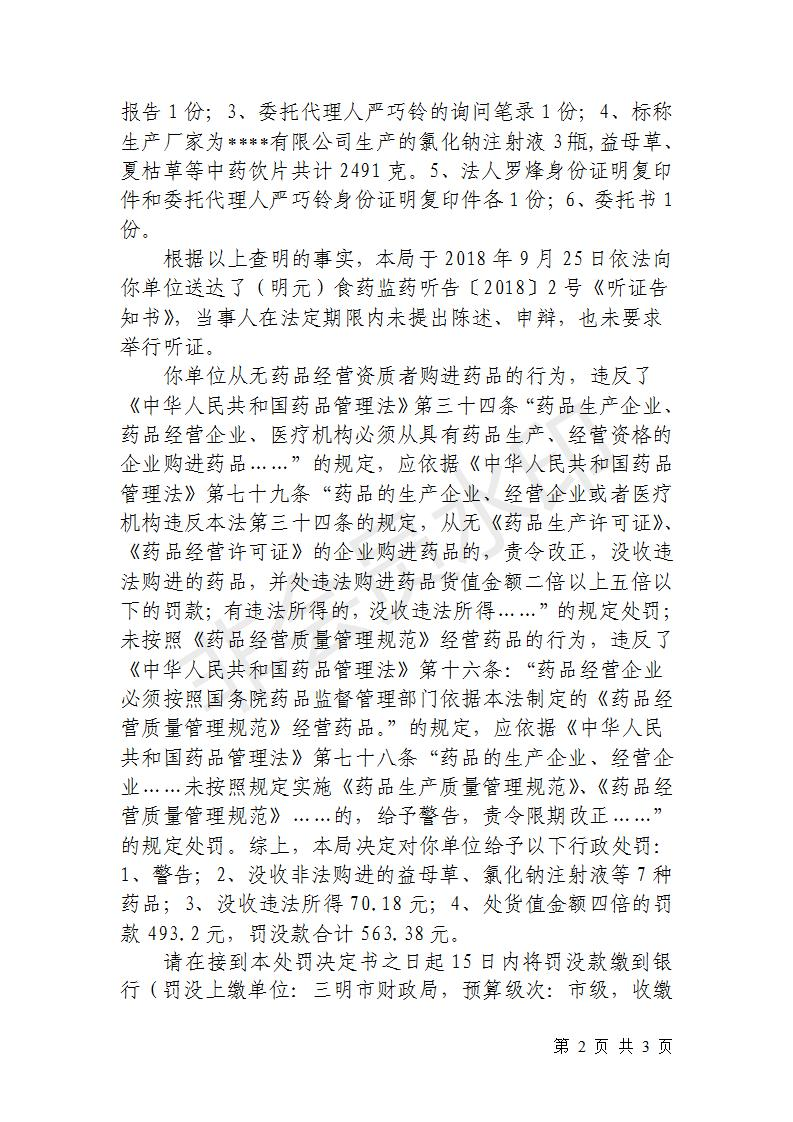 报告1份；3、委托代理人严巧铃的询问笔录1份；4、标称
生产厂家为****有限公司生产的氯化钠注射液 3瓶,益母草、
夏枯草等中药饮片共计 2491 克。5、法人罗烽身份证明复印
件和委托代理人严巧铃身份证明复印件各1份；6、委托书1
份。
根据以上查明的事实，本局于 2018 年 9 月 25 日依法向
你单位送达了（明元）食药监药听告〔2018〕2 号《听证告
知书》，当事人在法定期限内未提出陈述、申辩，也未要求
举行听证。
你单位从无药品经营资质者购进药品的行为，违反了
《中华人民共和国药品管理法》第三十四条“药品生产企业、
药品经营企业、医疗机构必须从具有药品生产、经营资格的
企业购进药品……”的规定，应依据《中华人民共和国药品
管理法》第七十九条“药品的生产企业、经营企业或者医疗
机构违反本法第三十四条的规定，从无《药品生产许可证》、
《药品经营许可证》的企业购进药品的，责令改正，没收违
法购进的药品，并处违法购进药品货值金额二倍以上五倍以
下的罚款；有违法所得的，没收违法所得……”的规定处罚；
未按照《药品经营质量管理规范》经营药品的行为，违反了
《中华人民共和国药品管理法》第十六条：“药品经营企业
必须按照国务院药品监督管理部门依据本法制定的《药品经
营质量管理规范》经营药品。”的规定，应依据《中华人民
共和国药品管理法》第七十八条“药品的生产企业、经营企
业……未按照规定实施《药品生产质量管理规范》、《药品经
营质量管理规范》……的，给予警告，责令限期改正……”
的规定处罚。综上，本局决定对你单位给予以下行政处罚：
1、警告；2、没收非法购进的益母草、氯化钠注射液等 7 种
药品；3、没收违法所得 70.18 元；4、处货值金额四倍的罚
款 493.2 元，罚没款合计 563.38 元。
请在接到本处罚决定书之日起 15 日内将罚没款缴到银
行（罚没上缴单位：三明市财政局，预算级次：市级，收缴
第 2 页 共 3 页
非会员水印